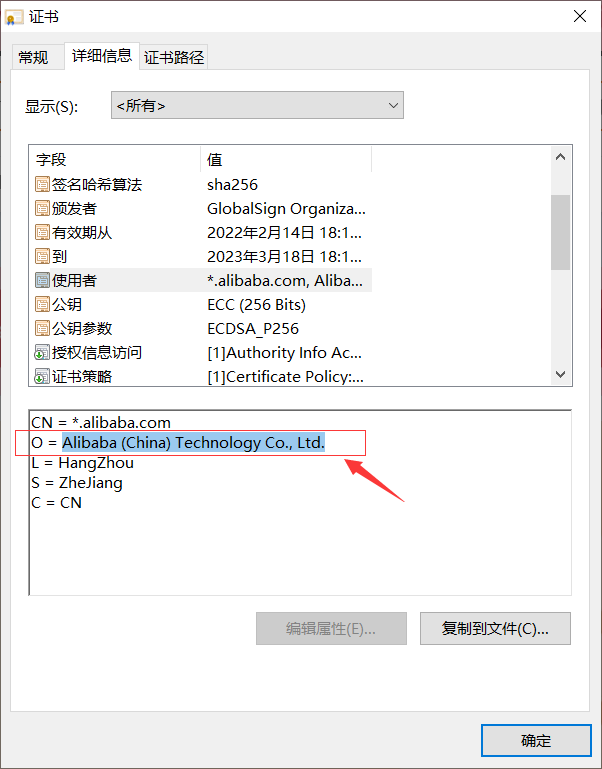 证书
常规 详细信息 证书路径
显示(S): <所有>
字段 值
签名哈希算法 sha256
颁发者 GlobalSign Organiza...
有效期从 2022年2月14日 18:1...
到 2023年3月18日 18:1...
使用者 *.alibaba.com, Aliba...
公钥 ECC (256 Bits)
公钥参数 ECDSA_P256
授权信息访问 [1]Authority Info Ac...
证书策略 [1]Certificate Policy:...
CN = *.alibaba.com
O = Alibaba (China) Technology Co., Ltd.
L = HangZhou
S = ZheJiang
C = CN
编辑属性(E)... 复制到文件(C)...
确定